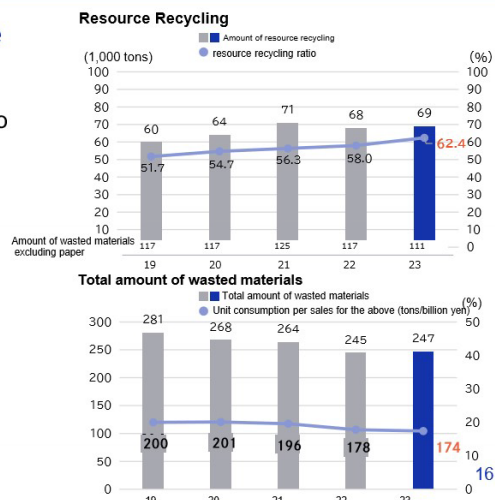 e
Resource Recycling
Amount of resource recycling
(1,000 tons)
resource recycling ratio
(%)
100 100
90 90
80 80
70 70
60 60
50 50
40 40
30 30
20 20
10 10
0
60 64 71 68 69
51.7 54.7 56.3 58.0 62.4
o
Amount of wasted materials
excluding paper
117 117 125 117 111
19 20 21 22 23
Total amount of wasted materials
Total amount of wasted materials
(%)
Unit consumption per sales for the above (tons/billion yen)
300 50
250 40
200 30
150
100 20
50 10
0 0
281 268 264 245 247
200 201 196 178 174
16
19 20 21 22 23